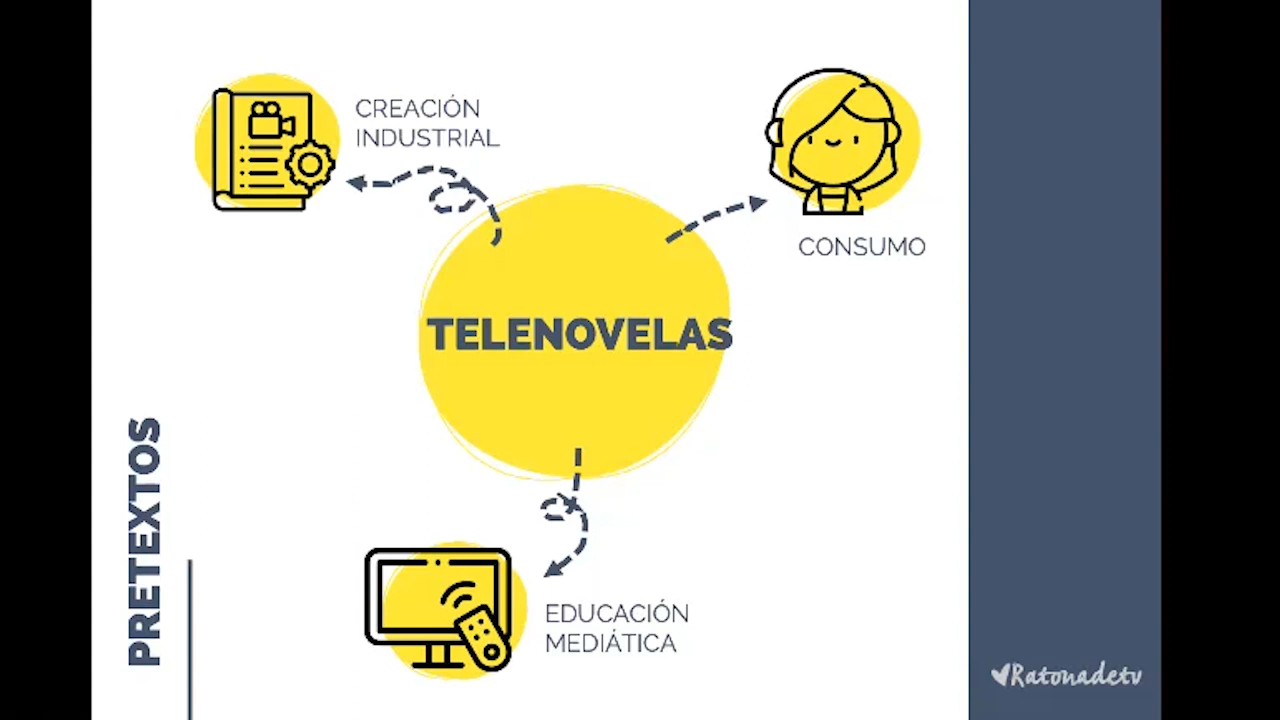 CREACIÓN
INDUSTRIAL
CONSUMO
TELENOVELAS
PRETEXTOS
EDUCACIÓN
MEDIÁTICA
Ratonadetv